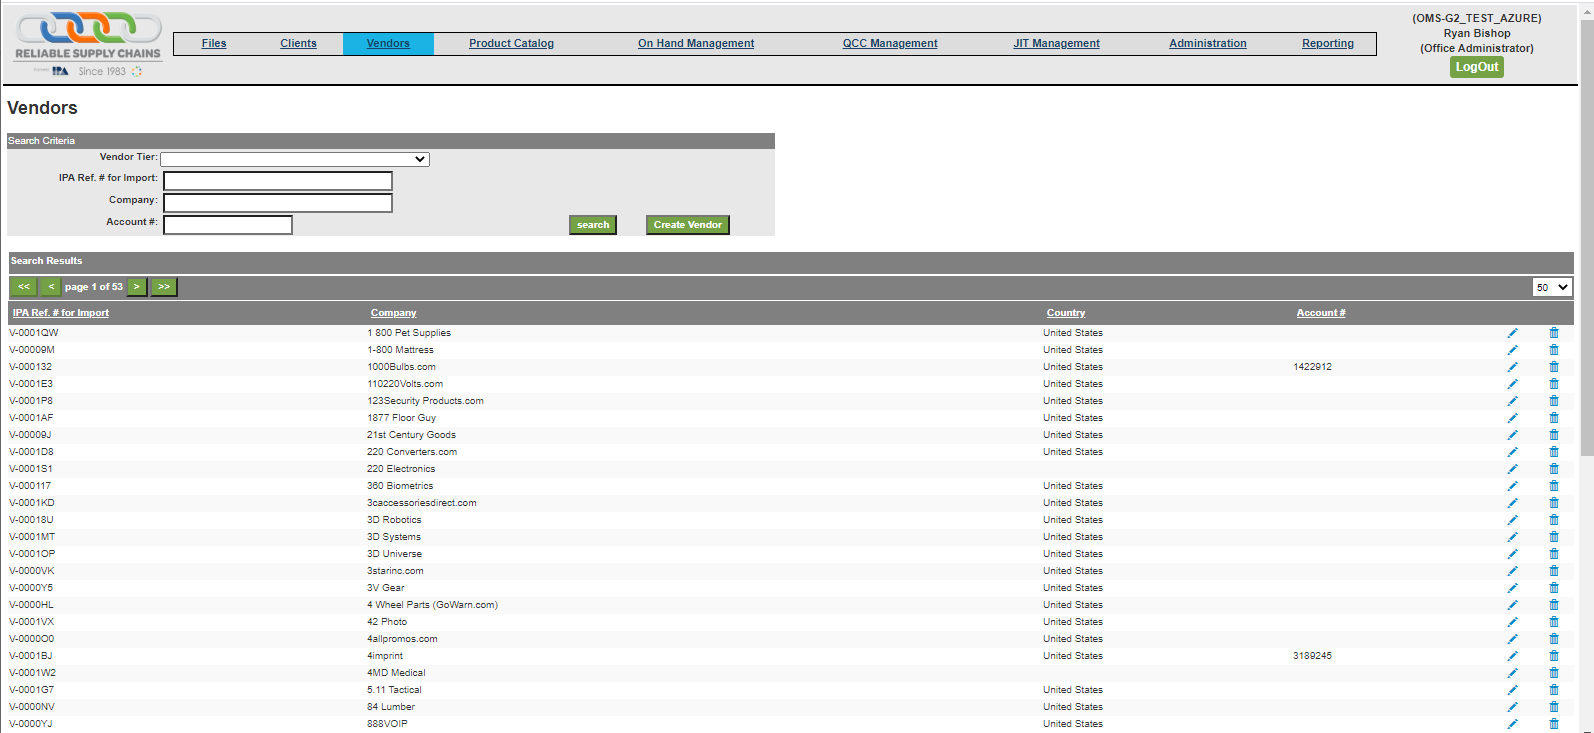 RELIABLE SUPPLY CHAINS
IPA Since 1983
Files Clients Vendors Product Catalog On Hand Management QCC Management JIT Management Administration Reporting
(OMS-G2_TEST_AZURE)
Ryan Bishop
(Office Administrator)
LogOut
Vendors
Search Criteria
Vendor Tier:
IPA Ref. # for Import:
Company:
Account #:
search Create Vendor
Search Results
<< < page 1 of 53 > >> 50
IPA Ref. # for Import Company Country Account #
V-0001QW 1 800 Pet Supplies United States
V-00009M 1-800 Mattress United States
V-000132 1000Bulbs.com United States 1422912
V-0001E3 110220Volts.com United States
V-0001P8 123Security Products.com United States
V-0001AF 1877 Floor Guy United States
V-00009J 21st Century Goods United States
V-0001D8 220 Converters.com United States
V-0001S1 220 Electronics
V-000117 360 Biometrics United States
V-0001KD 3caccessoriesdirect.com United States
V-00018U 3D Robotics United States
V-0001MT 3D Systems United States
V-0001OP 3D Universe United States
V-0000VK 3starinc.com United States
V-0000Y5 3V Gear United States
V-0000HL 4 Wheel Parts (GoWarn.com) United States
V-0001VX 42 Photo United States
V-0000O0 4allpromos.com United States
V-0001BJ 4imprint United States 3189245
V-0001W2 4MD Medical
V-0001G7 5.11 Tactical United States
V-0000NV 84 Lumber United States
V-0000YJ 888VOIP United States